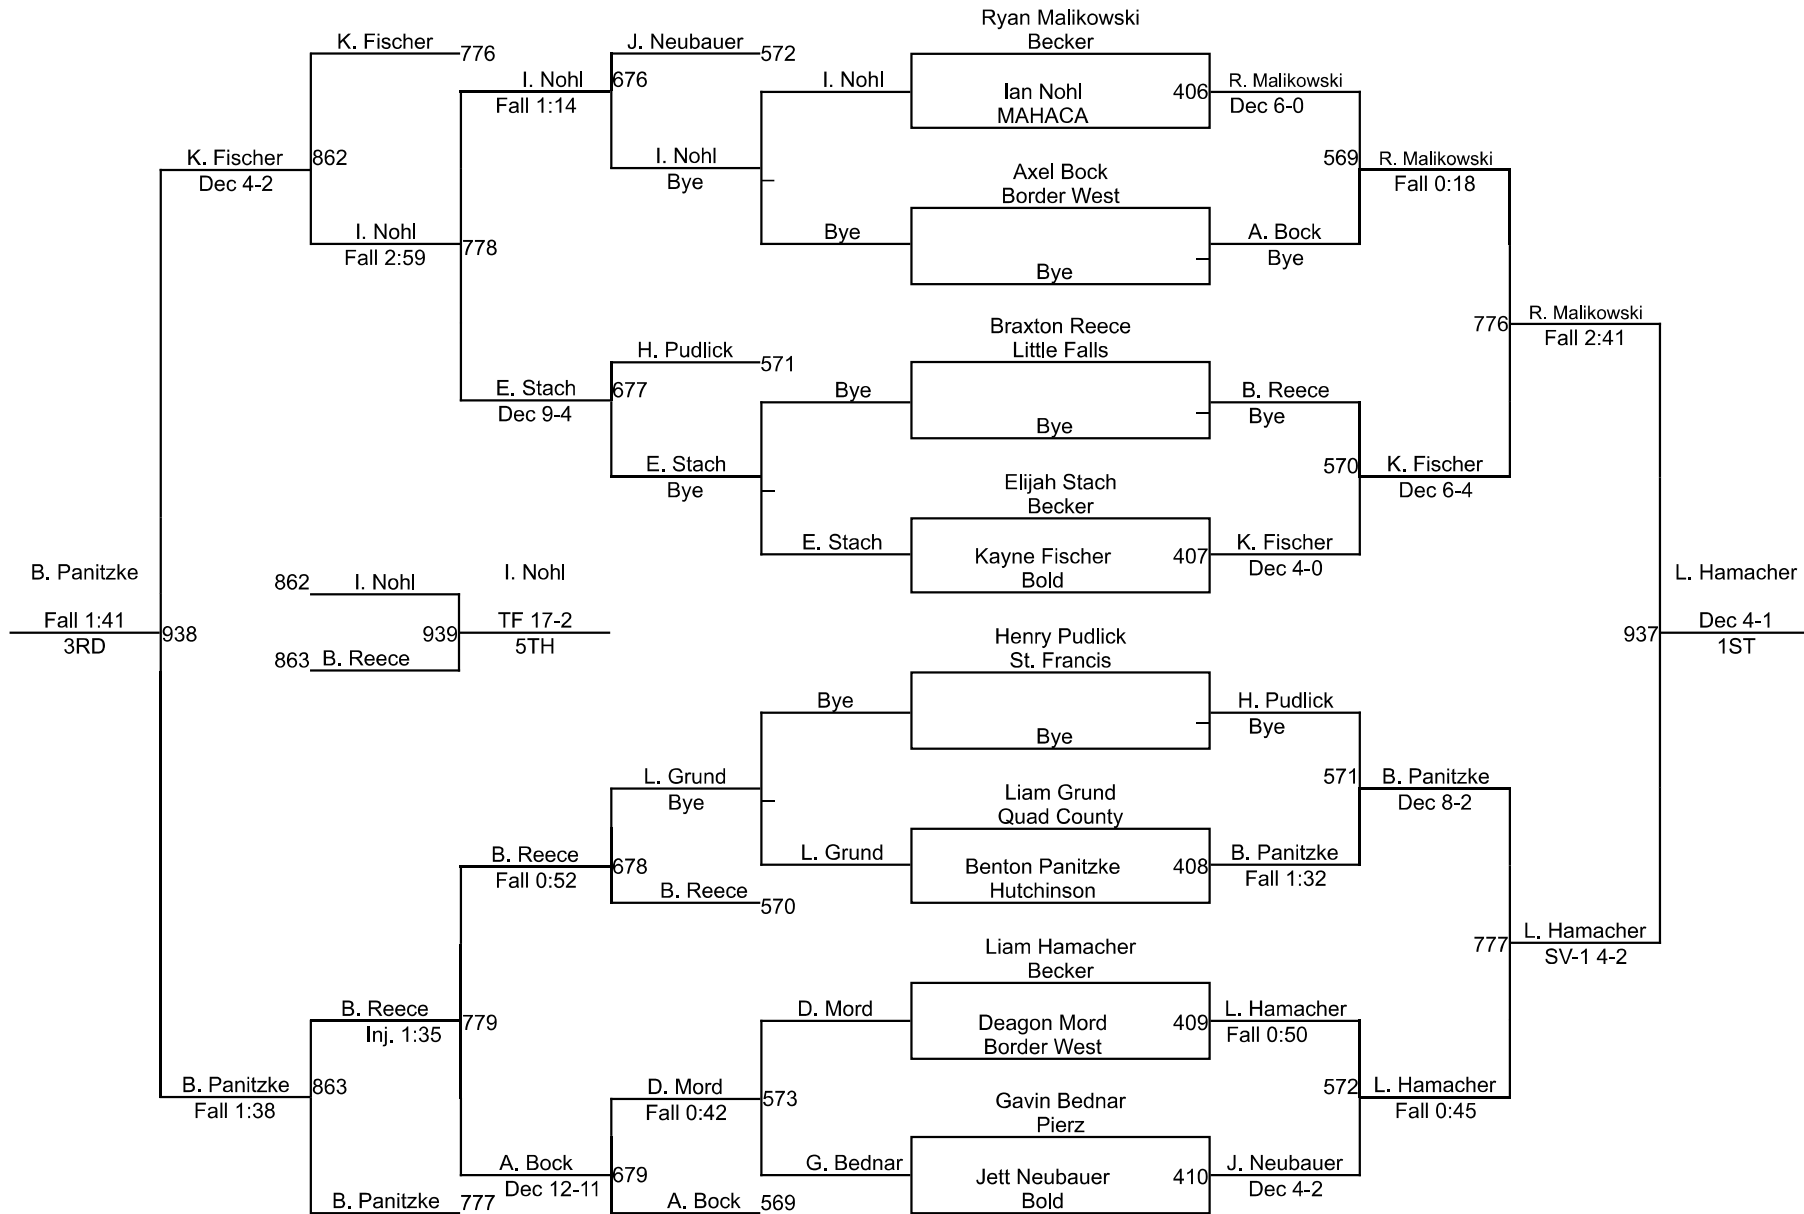 Ryan Malikowski
K. Fischer
776
J. Neubauer
572
Becker
I. Nohl
676
I. Nohl
Ian Nohl
406
R. Malikowski
Fall 1:14
MAHACA
Dec 6-0
K. Fischer
862
I. Nohl
Axel Bock
569
R. Malikowski
Dec 4-2
Bye
Border West
Fall 0:18
I. Nohl
778
Bye
A. Bock
Fall 2:59
Bye
Bye
Braxton Reece
776
R. Malikowski
H. Pudlick
571
Little Falls
Fall 2:41
E. Stach
677
Bye
B. Reece
Dec 9-4
Bye
Bye
E. Stach
Elijah Stach
570
K. Fischer
Bye
Becker
Dec 6-4
E. Stach
Kayne Fischer
407
K. Fischer
Bold
Dec 4-0
B. Panitzke
862
I. Nohl
I. Nohl
L. Hamacher
Fall 1:41
938
939
TF 17-2
Henry Pudlick
937
Dec 4-1
3RD
863
B. Reece
5TH
St. Francis
1ST
Bye
H. Pudlick
Bye
Bye
L. Grund
Liam Grund
571
B. Panitzke
Bye
Quad County
Dec 8-2
B. Reece
678
L. Grund
Benton Panitzke
408
B. Panitzke
Fall 0:52
B. Reece
570
Hutchinson
Fall 1:32
Liam Hamacher
777
L. Hamacher
Becker
SV-1 4-2
B. Reece
779
D. Mord
Deagon Mord
409
L. Hamacher
Inj. 1:35
Border West
Fall 0:50
B. Panitzke
863
D. Mord
573
Gavin Bednar
572
L. Hamacher
Fall 1:38
Fall 0:42
Pierz
Fall 0:45
A. Bock
679
G. Bednar
Jett Neubauer
410
J. Neubauer
Dec 12-11
Bold
Dec 4-2
B. Panitzke
777
A. Bock
569